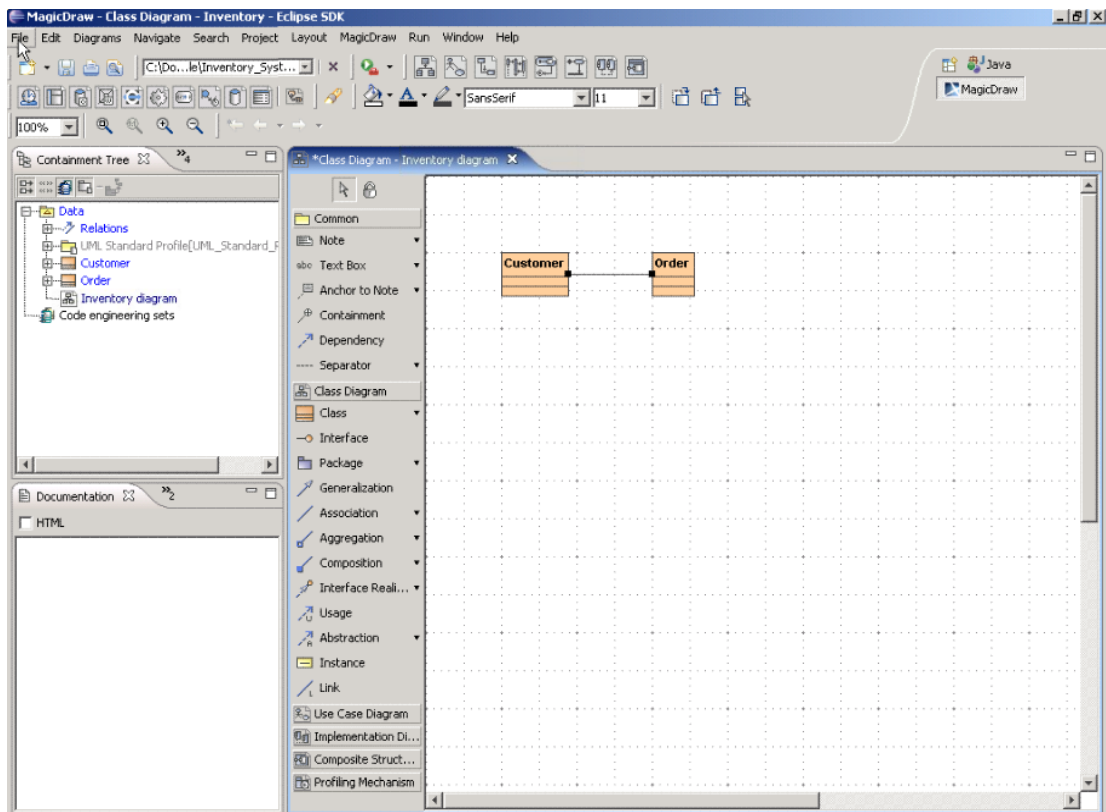 MagicDraw - Class Diagram - Inventory - Eclipse SDK
File Edit Diagrams Navigate Search Project Layout MagicDraw Run Window Help
C:\Do...le\Inventory_Syst...
Java
SansSerif 11
MagicDraw
100%
Containment Tree 4
*Class Diagram - Inventory diagram
Data
Relations
UML Standard Profile[UML_Standard_P
Customer
Order
Inventory diagram
Code engineering sets
Documentation 2
HTML
Common
Note
abc Text Box
Anchor to Note
Containment
Dependency
Separator
Class Diagram
Class
Interface
Package
Generalization
Association
Aggregation
Composition
Interface Reali...
Usage
Abstraction
Instance
Link
Use Case Diagram
Implementation Di...
Composite Struct...
Profiling Mechanism
Customer
Order